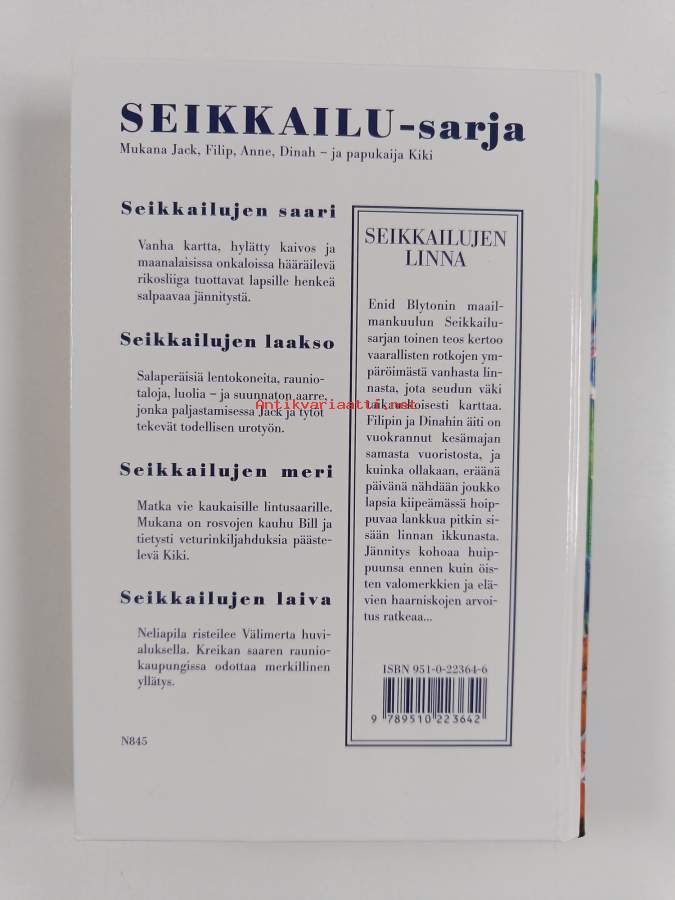 SEIKKAILU-sarja
Mukana Jack, Filip, Anne, Dinah – ja papukaija Kiki
Seikkailujen saari
Vanha kartta, hylätty kaivos ja
maanalaisissa onkaloissa hääräilevä
rikosliiga tuottavat lapsille henkeä
salpaavaa jännitystä.
Seikkailujen laakso
Salaperäisiä lentokoneita, raunio-
taloja, luolia – ja suunnaton aarre,
jonka paljastamisessa Jack ja tytöt
tekevät todellisen urotyön.
Seikkailujen meri
Matka vie kaukaisille lintusaarille.
Mukana on rosvojen kauhu Bill ja
tietysti veturinkiljahduksia pääste-
levä Kiki.
Seikkailujen laiva
Neliapila risteilee Välimerta huvi-
aluksella. Kreikan saaren raunio-
kaupungissa odottaa merkillinen
yllätys.
N845
SEIKKAILUJEN
LINNA
Enid Blytonin maail-
mankuulun Seikkailu-
sarjan toinen teos kertoo
vaarallisten rotkojen ym-
päröimästä vanhasta lin-
nasta, jota seudun väki
taikauskoisesti karttaa.
Filipin ja Dinahin äiti on
vuokrannut kesämajan
samasta vuoristosta, ja
kuinka ollakaan, eräänä
päivänä nähdään joukko
lapsia kiipeämässä hoip-
puvaa lankkua pitkin si-
sään linnan ikkunasta.
Jännitys kohoaa huip-
puunsa ennen kuin öis-
ten valomerkkien ja elä-
vien haarniskojen arvoi-
tus ratkeaa...
ISBN 951-0-22364-6
9 789510 223642
Antikvariaatti.net